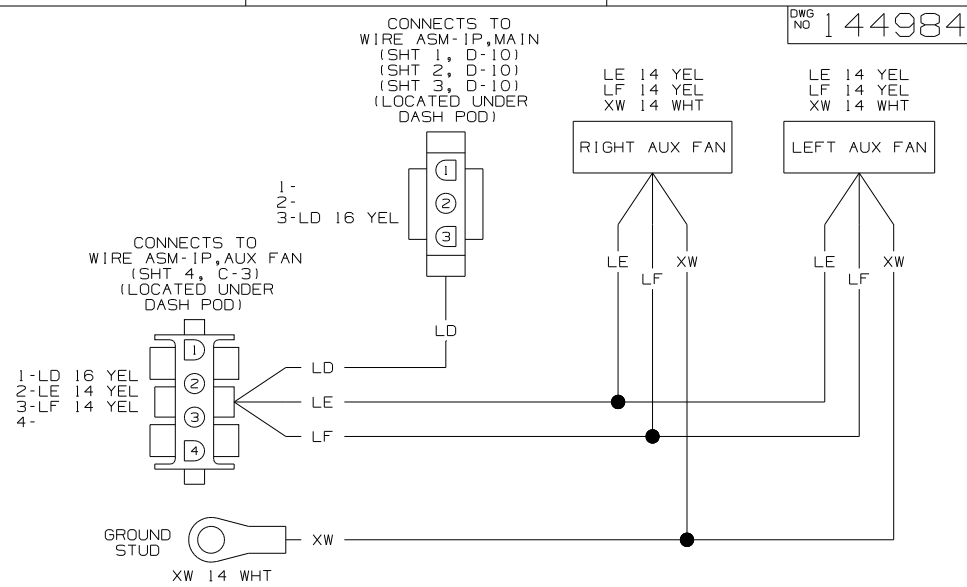 DWG NO 144984
CONNECTS TO
WIRE ASM-IP,MAIN
(SHT 1, D-10)
(SHT 2, D-10)
(SHT 3, D-10)
(LOCATED UNDER
DASH POD)
LE 14 YEL
LF 14 YEL
XW 14 WHT
LE 14 YEL
LF 14 YEL
XW 14 WHT
RIGHT AUX FAN
LEFT AUX FAN
1
2
3
1-
2-
3-LD 16 YEL
CONNECTS TO
WIRE ASM-IP,AUX FAN
(SHT 4, C-3)
(LOCATED UNDER
DASH POD)
LE
LF
XW
LE
LF
XW
LD
1
2
3
4
1-LD 16 YEL
2-LE 14 YEL
3-LF 14 YEL
4-
LD
LE
LF
GROUND
STUD
XW
XW 14 WHT